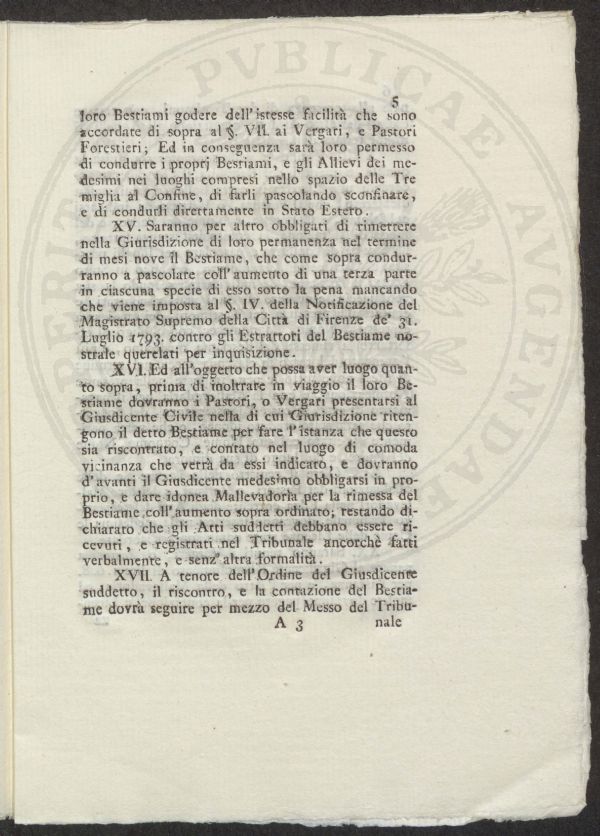 5
loro Bestiami godere dell'istesse facilità che sono
accordate di sopra al §. VII. ai Vergari, e Pastori
Forestieri; Ed in conseguenza sarà loro permesso
di condurre i proprj Bestiami, e gli Allievi dei me-
desimi nei luoghi compresi nello spazio delle Tre
miglia al Confine, di farli pascolando sconfinare,
e di condurli direttamente in Stato Estero.
XV. Saranno per altro obbligati di rimettere
nella Giurisdizione di loro permanenza nel termine
di mesi nove il Bestiame, che come sopra condur-
ranno a pascolare coll'aumento di una terza parte
in ciascuna specie di esso sotto la pena mancando
che viene imposta al §. IV. della Notificazione del
Magistrato Supremo della Città di Firenze de' 31.
Luglio 1793. contro gli Estrattori del Bestiame no-
strale querelati per inquisizione.
XVI. Ed all'oggetto che possa aver luogo quan-
to sopra, prima di inoltrare in viaggio il loro Be-
stiame dovranno i Pastori, o Vergari presentarsi al
Giusdicente Civile nella di cui Giurisdizione riten-
gono il detto Bestiame per fare l'istanza che questo
sia riscontrato, e contato nel luogo di comoda
vicinanza che verrà da essi indicato, e dovranno
d'avanti il Giusdicente medesimo obbligarsi in pro-
prio, e dare idonea Mallevadorìa per la rimessa del
Bestiame coll'aumento sopra ordinato; restando di-
chiarato che gli Atti suddetti debbano essere ri-
cevuti, e registrati nel Tribunale ancorchè fatti
verbalmente, e senz'altra formalità.
XVII. A tenore dell'Ordine del Giusdicente
suddetto, il riscontro, e la contazione del Bestia-
me dovrà seguire per mezzo del Messo del Tribu-
A 3 nale
PERITIAE PVBLICAE AVGENDAE